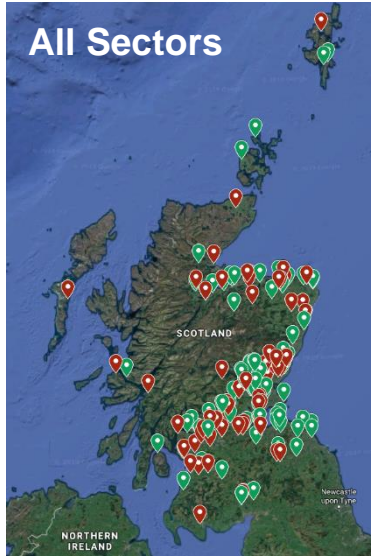 All Sectors
SCOTLAND
Newcastle
upon Tyne
NORTHERN
IRELAND